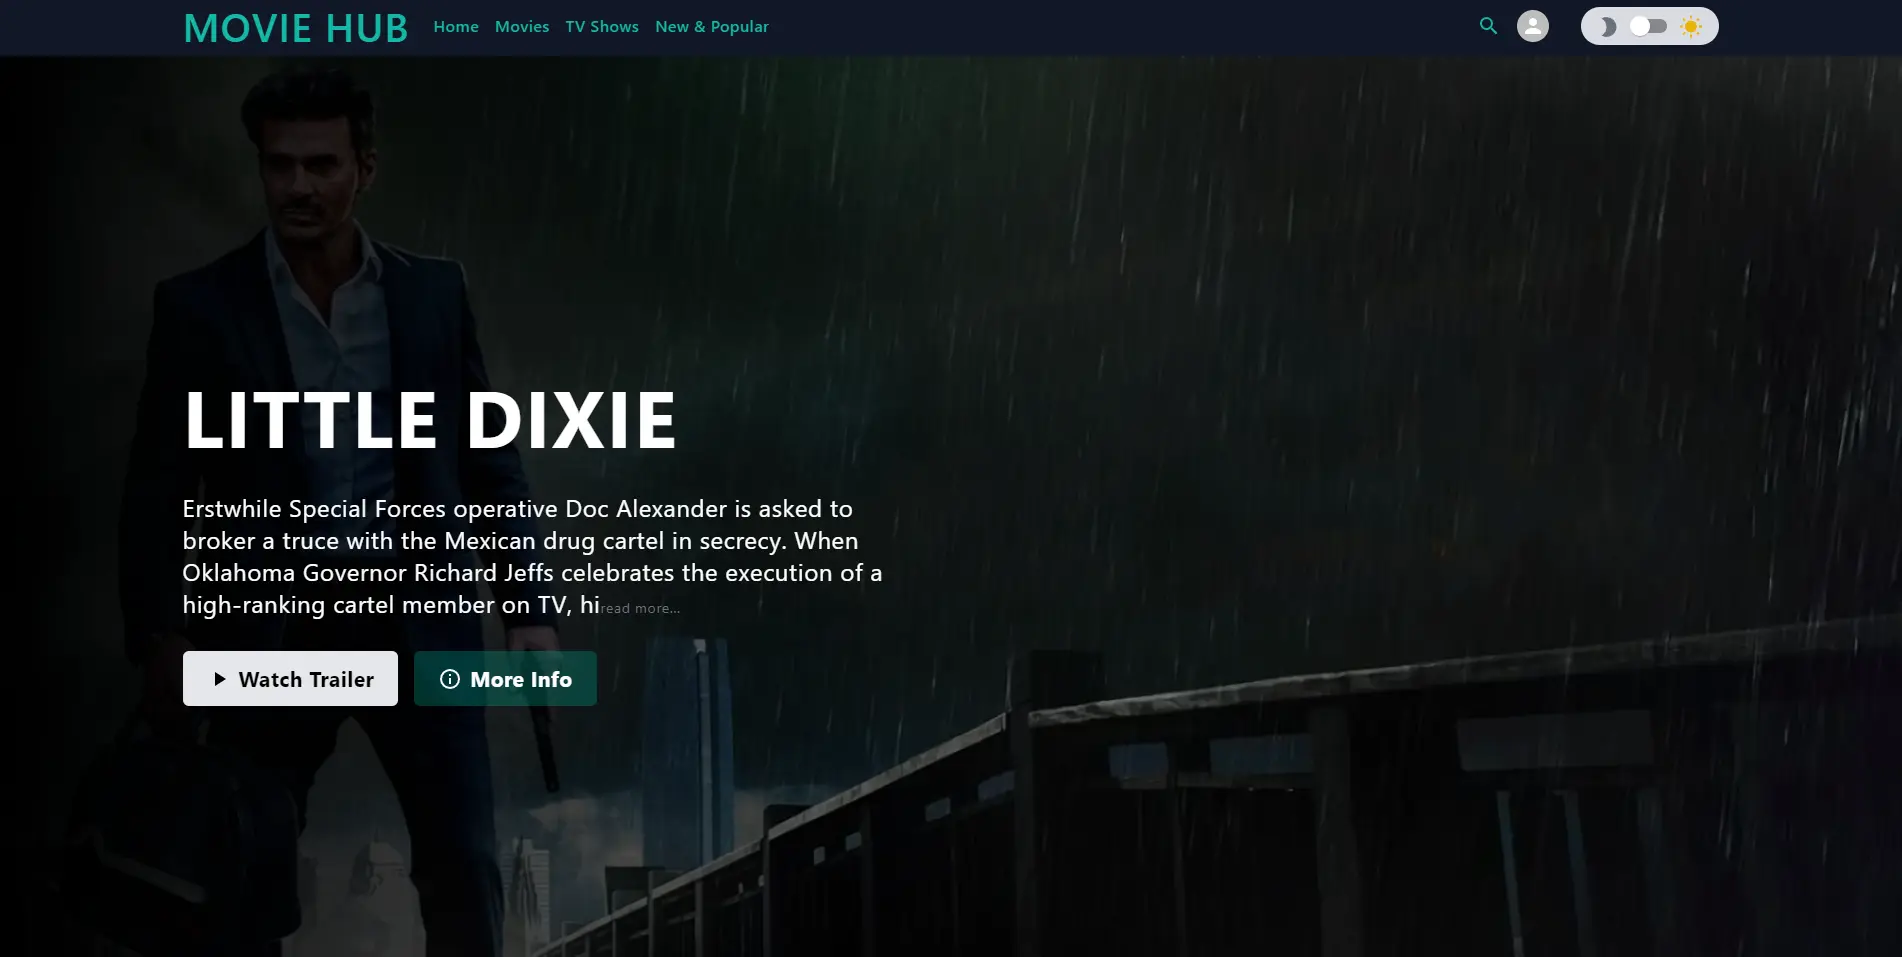 MOVIE HUB Home Movies TV Shows New & Popular
LITTLE DIXIE
Erstwhile Special Forces operative Doc Alexander is asked to
broker a truce with the Mexican drug cartel in secrecy. When
Oklahoma Governor Richard Jeffs celebrates the execution of a
high-ranking cartel member on TV, hiread more...
Watch Trailer More Info